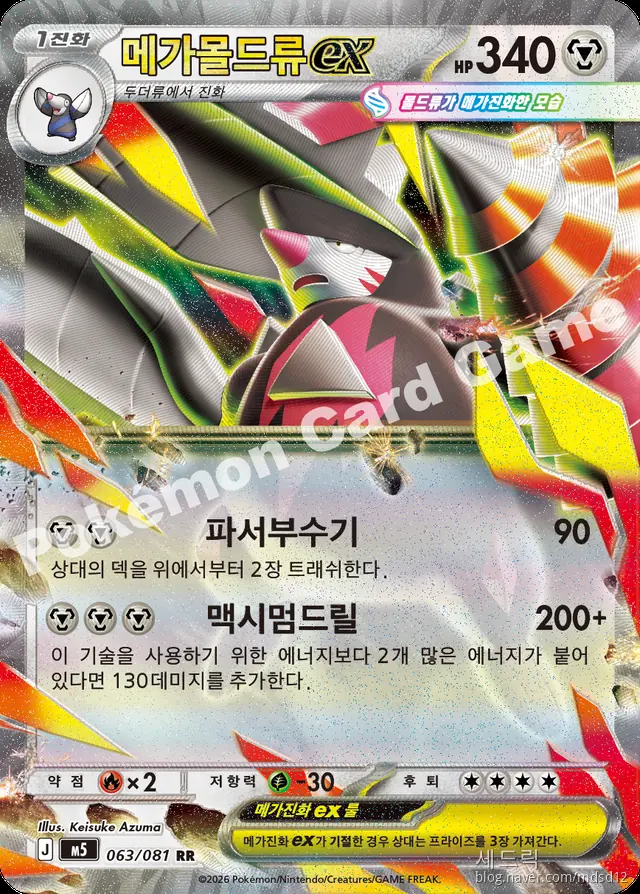 1진화
메가몰드류ex
HP 340
두더류에서 진화
몰드류가 메가진화한 모습
Pokémon Card Game
파서부수기 90
상대의 덱을 위에서부터 2장 트래쉬한다.
맥시멈드릴 200+
이 기술을 사용하기 위한 에너지보다 2개 많은 에너지가 붙어
있다면 130데미지를 추가한다.
약점 ×2 저항력 -30 후퇴
메가진화 ex 룰
메가진화 ex가 기절한 경우 상대는 프라이즈를 3장 가져간다.
Illus. Keisuke Azuma
J M5 063/081 RR
세드릭
blog.naver.com/mdsd12
©2026 Pokémon/Nintendo/Creatures/GAME FREAK.